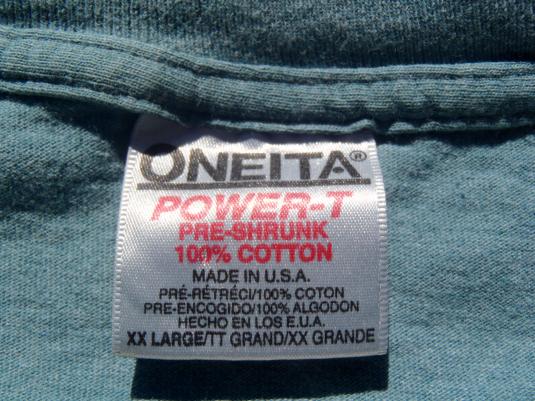 ONEITA®
POWER-T
PRE-SHRUNK
100% COTTON
MADE IN U.S.A.
PRÉ-RÉTRÉCI/100% COTON
PRE-ENCOGIDO/100% ALGODON
HECHO EN LOS E.U.A.
XX LARGE/TT GRAND/XX GRANDE